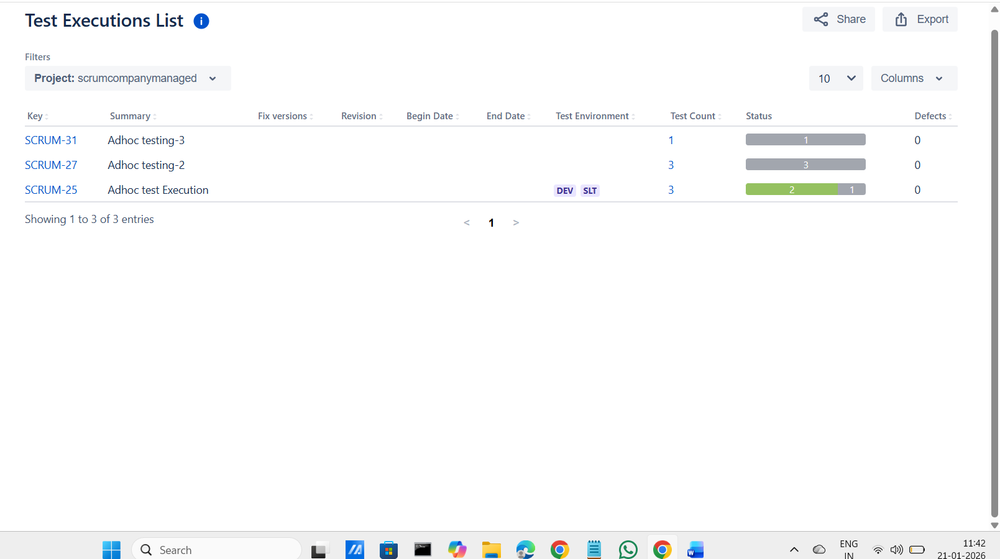 Test Executions List i
Share Export
Filters
Project: scrumcompanymanaged
10 Columns
Key Summary Fix versions Revision Begin Date End Date Test Environment Test Count Status Defects
SCRUM-31 Adhoc testing-3 1 1 0
SCRUM-27 Adhoc testing-2 3 3 0
SCRUM-25 Adhoc test Execution DEV SLT 3 2 1 0
Showing 1 to 3 of 3 entries
< 1 >
Search
W
ENG
IN
11:42
21-01-2026